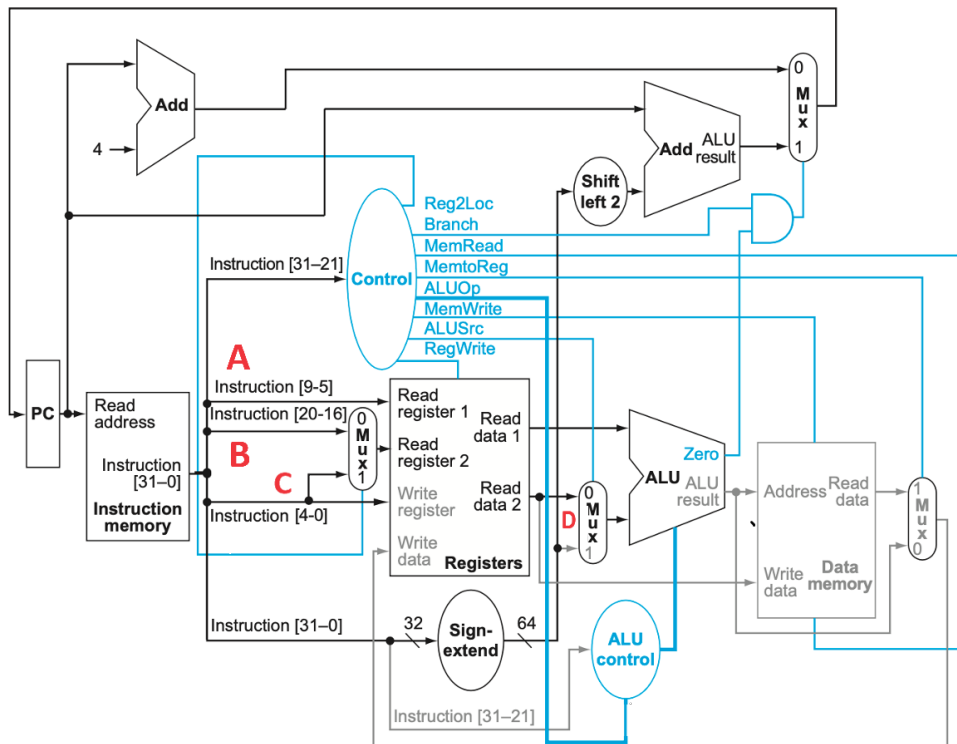 Add
4
Add
ALU
result
0
Mux
1
Shift
left 2
Reg2Loc
Branch
MemRead
MemtoReg
ALUOp
MemWrite
ALUSrc
RegWrite
Control
Instruction [31–21]
A
Instruction [9-5]
Instruction [20-16]
B
C
Instruction [4-0]
PC
Read
address
Instruction
[31–0]
Instruction
memory
0
Mux
1
Read
register 1
Read
register 2
Write
register
Write
data
Read
data 1
Read
data 2
Registers
D
0
Mux
1
Zero
ALU
ALU
result
Address
Read
data
Write
data
Data
memory
1
Mux
0
Instruction [31–0]
32
Sign-
extend
64
ALU
control
Instruction [31–21]